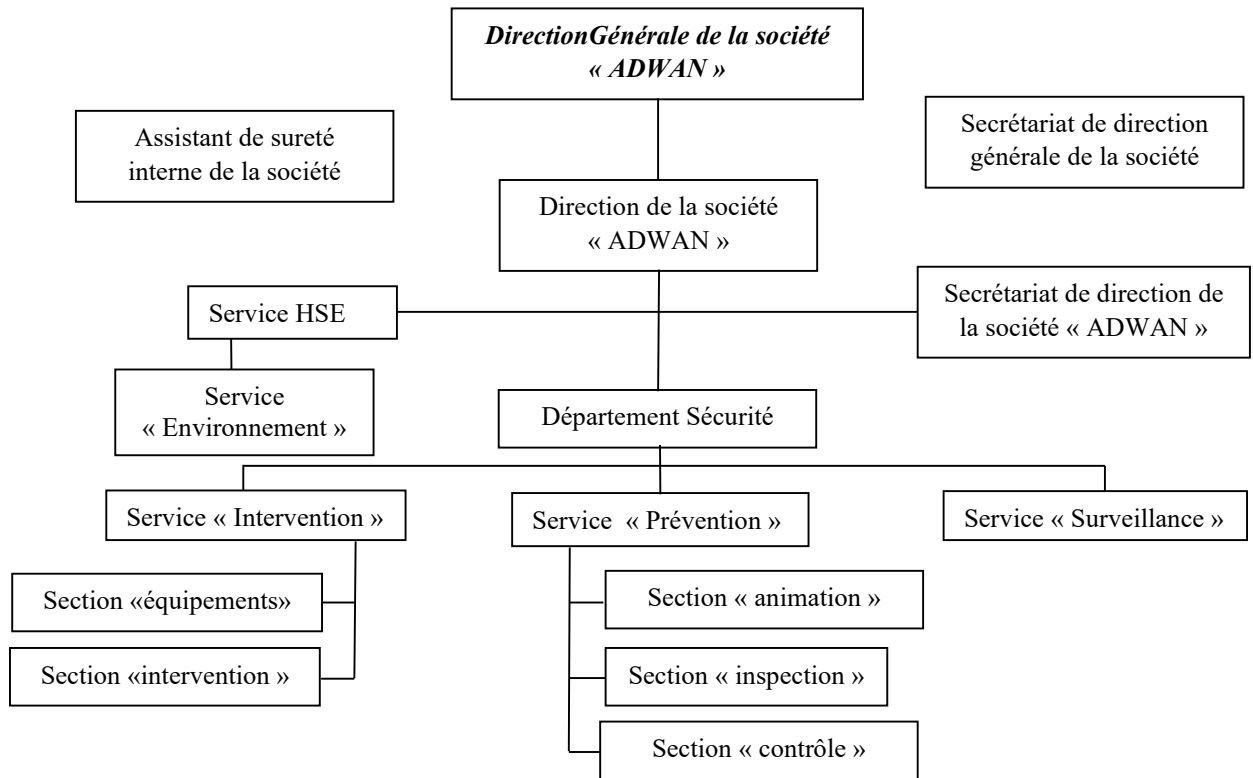 DirectionGénérale de la société
« ADWAN »
Assistant de sureté
interne de la société
Secrétariat de direction
générale de la société
Direction de la société
« ADWAN »
Service HSE
Secrétariat de direction de
la société « ADWAN »
Service
« Environnement »
Département Sécurité
Service « Intervention »
Service « Prévention »
Service « Surveillance »
Section «équipements»
Section «intervention »
Section « animation »
Section « inspection »
Section « contrôle »